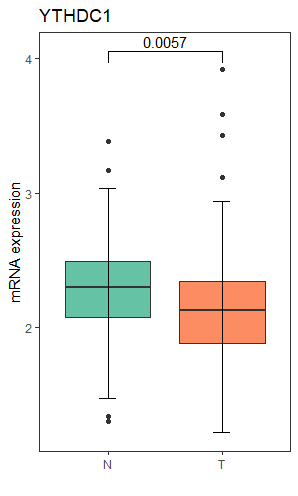 YTHDC1
0.0057
4
3
2
mRNA expression
N
T